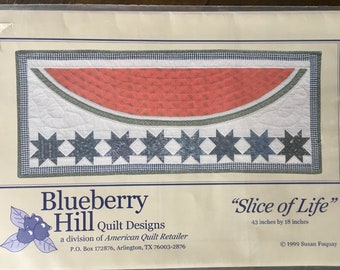 Blueberry
Hill Quilt Designs
a division of American Quilt Retailer
P.O. Box 172876, Arlington, TX 76003-2876
"Slice of Life"
43 inches by 18 inches
© 1999 Susan Fuquay